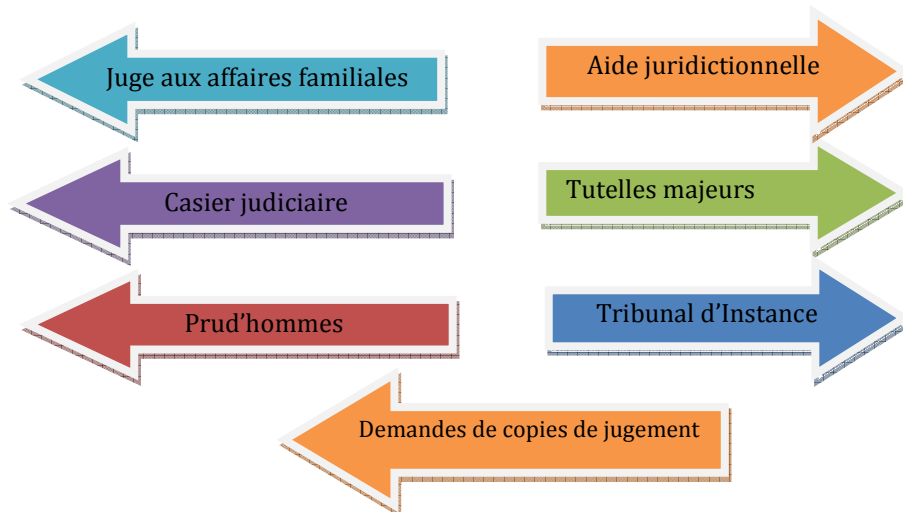 Juge aux affaires familiales
Aide juridictionnelle
Casier judiciaire
Tutelles majeurs
Prud’hommes
Tribunal d’Instance
Demandes de copies de jugement